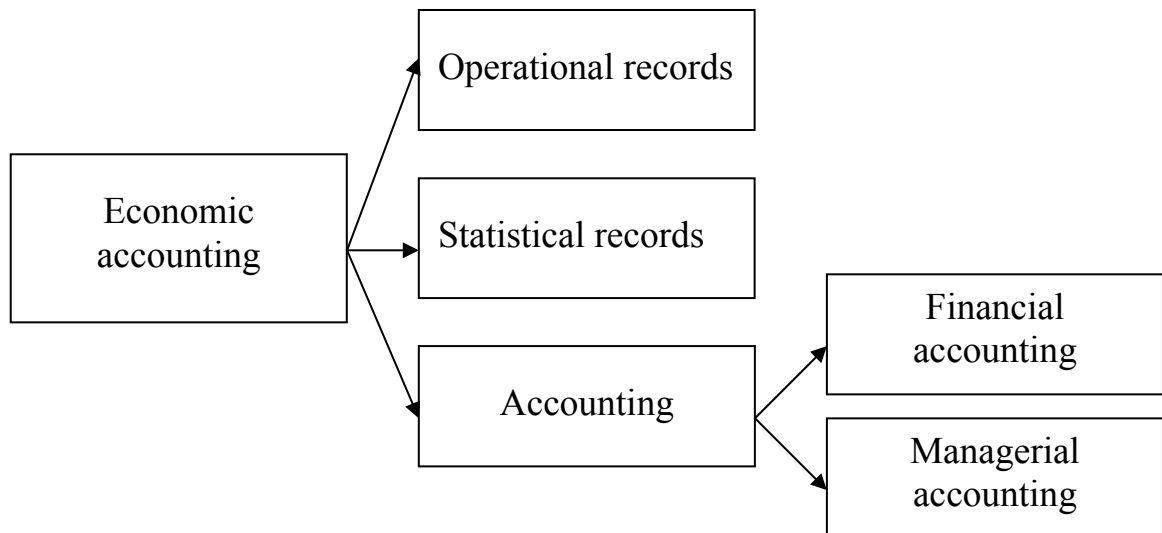 Operational records
Economic
accounting
Statistical records
Accounting
Financial
accounting
Managerial
accounting